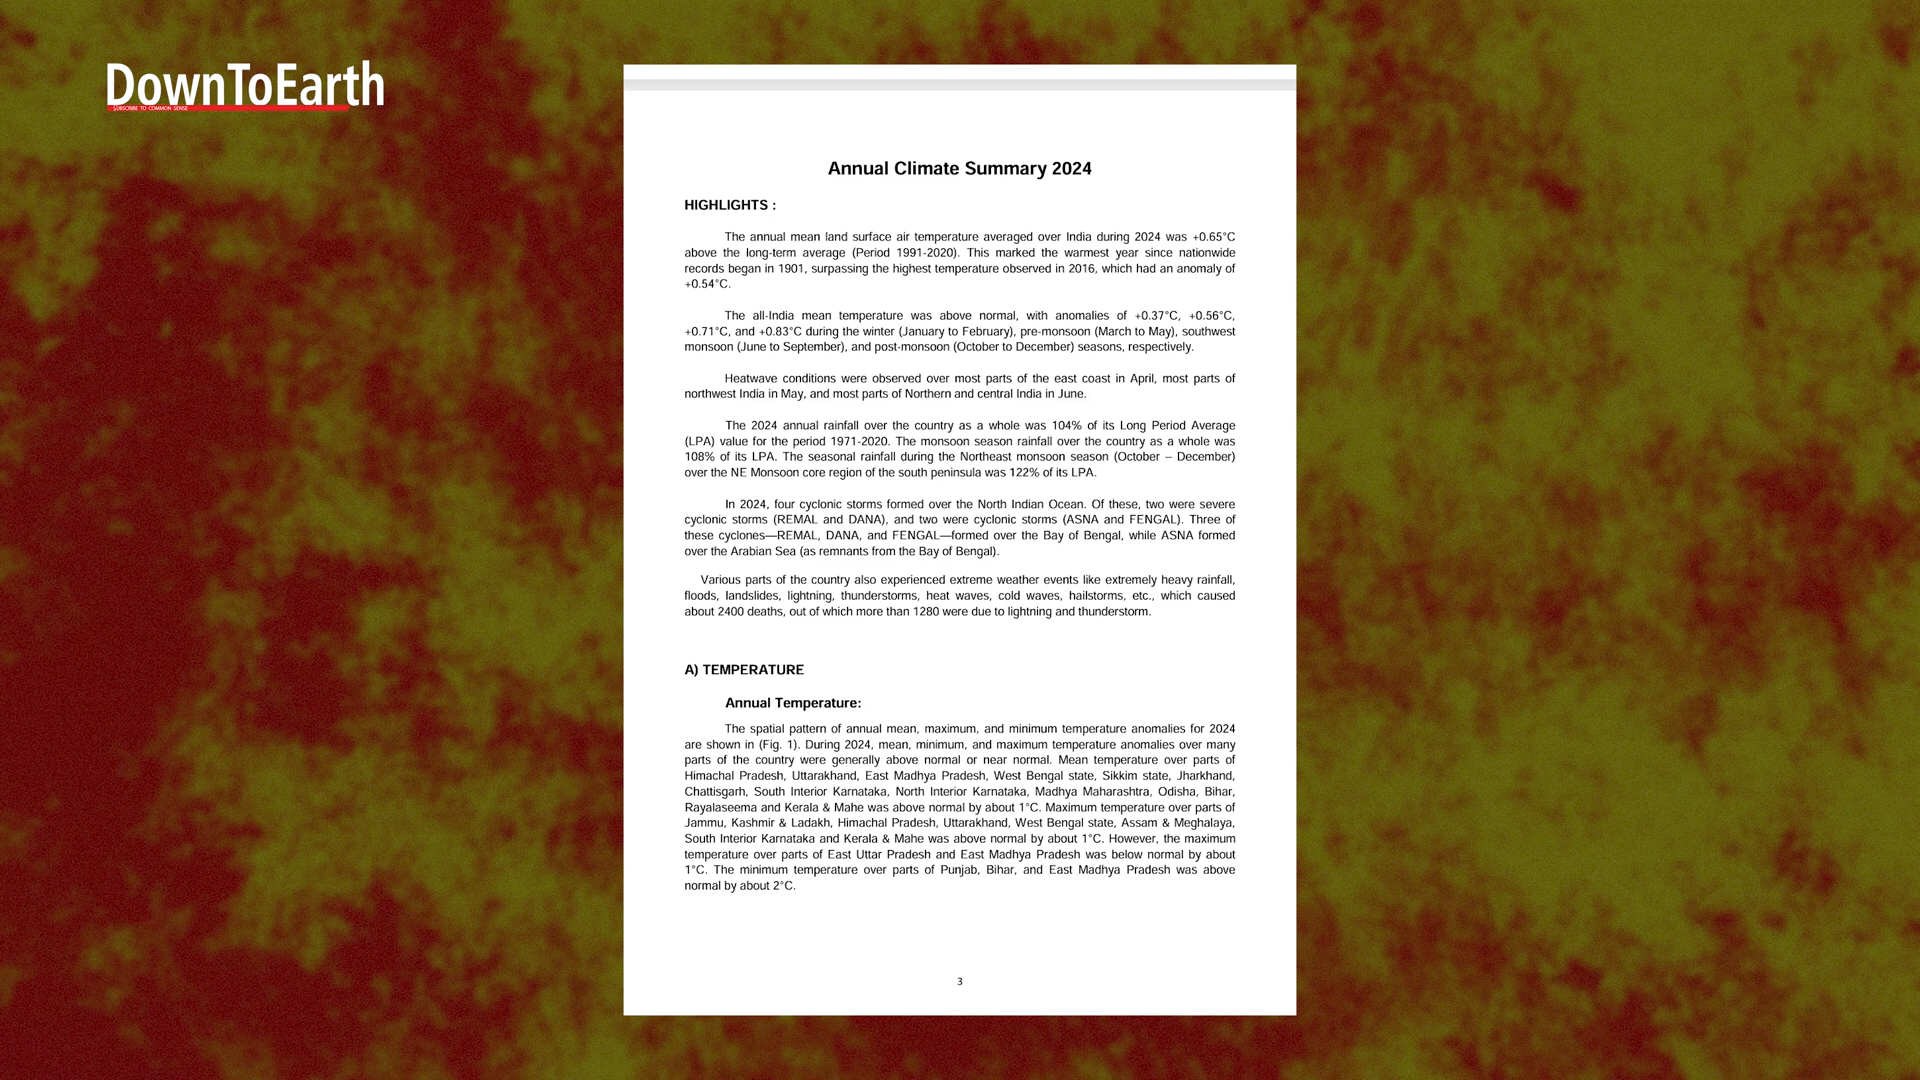 DownToEarth
SUBSCRIBE TO COMMON SENSE
Annual Climate Summary 2024
HIGHLIGHTS :
The annual mean land surface air temperature averaged over India during 2024 was +0.65°C
above the long-term average (Period 1991-2020). This marked the warmest year since nationwide
records began in 1901, surpassing the highest temperature observed in 2016, which had an anomaly of
+0.54°C.
The all-India mean temperature was above normal, with anomalies of +0.37°C, +0.56°C,
+0.71°C, and +0.83°C during the winter (January to February), pre-monsoon (March to May), southwest
monsoon (June to September), and post-monsoon (October to December) seasons, respectively.
Heatwave conditions were observed over most parts of the east coast in April, most parts of
northwest India in May, and most parts of Northern and central India in June.
The 2024 annual rainfall over the country as a whole was 104% of its Long Period Average
(LPA) value for the period 1971-2020. The monsoon season rainfall over the country as a whole was
108% of its LPA. The seasonal rainfall during the Northeast monsoon season (October – December)
over the NE Monsoon core region of the south peninsula was 122% of its LPA.
In 2024, four cyclonic storms formed over the North Indian Ocean. Of these, two were severe
cyclonic storms (REMAL and DANA), and two were cyclonic storms (ASNA and FENGAL). Three of
these cyclones—REMAL, DANA, and FENGAL—formed over the Bay of Bengal, while ASNA formed
over the Arabian Sea (as remnants from the Bay of Bengal).
Various parts of the country also experienced extreme weather events like extremely heavy rainfall,
floods, landslides, lightning, thunderstorms, heat waves, cold waves, hailstorms, etc., which caused
about 2400 deaths, out of which more than 1280 were due to lightning and thunderstorm.
A) TEMPERATURE
Annual Temperature:
The spatial pattern of annual mean, maximum, and minimum temperature anomalies for 2024
are shown in (Fig. 1). During 2024, mean, minimum, and maximum temperature anomalies over many
parts of the country were generally above normal or near normal. Mean temperature over parts of
Himachal Pradesh, Uttarakhand, East Madhya Pradesh, West Bengal state, Sikkim state, Jharkhand,
Chattisgarh, South Interior Karnataka, North Interior Karnataka, Madhya Maharashtra, Odisha, Bihar,
Rayalaseema and Kerala & Mahe was above normal by about 1°C. Maximum temperature over parts of
Jammu, Kashmir & Ladakh, Himachal Pradesh, Uttarakhand, West Bengal state, Assam & Meghalaya,
South Interior Karnataka and Kerala & Mahe was above normal by about 1°C. However, the maximum
temperature over parts of East Uttar Pradesh and East Madhya Pradesh was below normal by about
1°C. The minimum temperature over parts of Punjab, Bihar, and East Madhya Pradesh was above
normal by about 2°C.
3